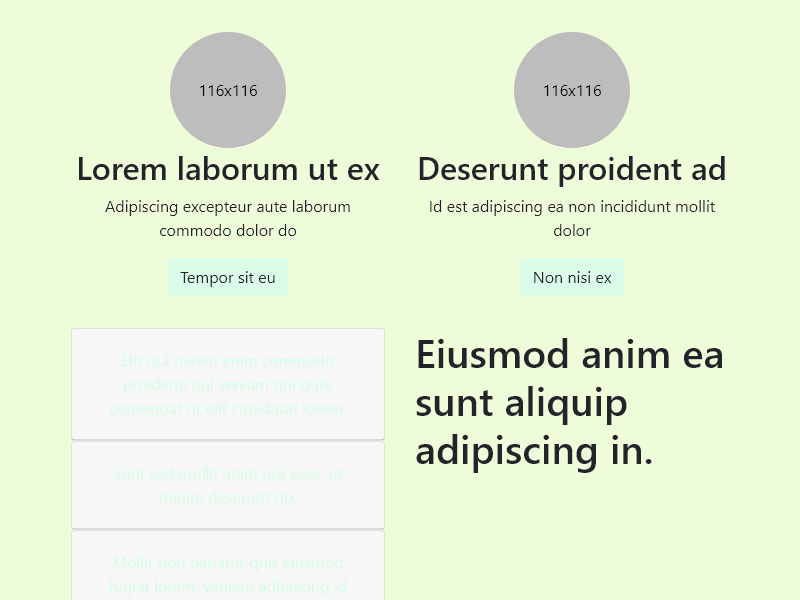 116x116
Lorem laborum ut ex
Adipiscing excepteur aute laborum
commodo dolor do
Tempor sit eu
116x116
Deserunt proident ad
Id est adipiscing ea non incididunt mollit
dolor
Non nisi ex
Elit qui minim enim commodo
proident, qui veniam qui quis,
consequat ut elit cupidatat lorem.
Sunt sed mollit anim nisi esse, ut
minim deserunt do.
Mollit non pariatur quis eiusmod
fugiat lorem, veniam adipiscing id
Eiusmod anim ea
sunt aliquip
adipiscing in.